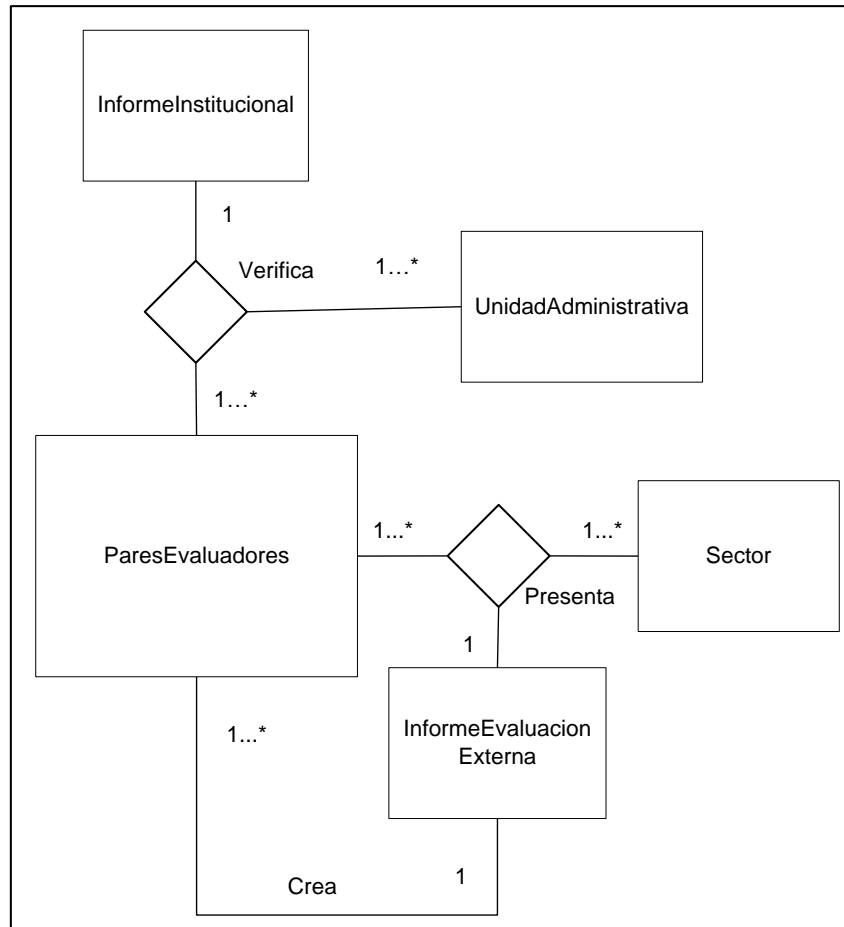 InformeInstitucional
1
Verifica
1…*
UnidadAdministrativa
1…*
ParesEvaluadores
1...*
1...*
Sector
Presenta
1
InformeEvaluacion
Externa
1...*
Crea
1